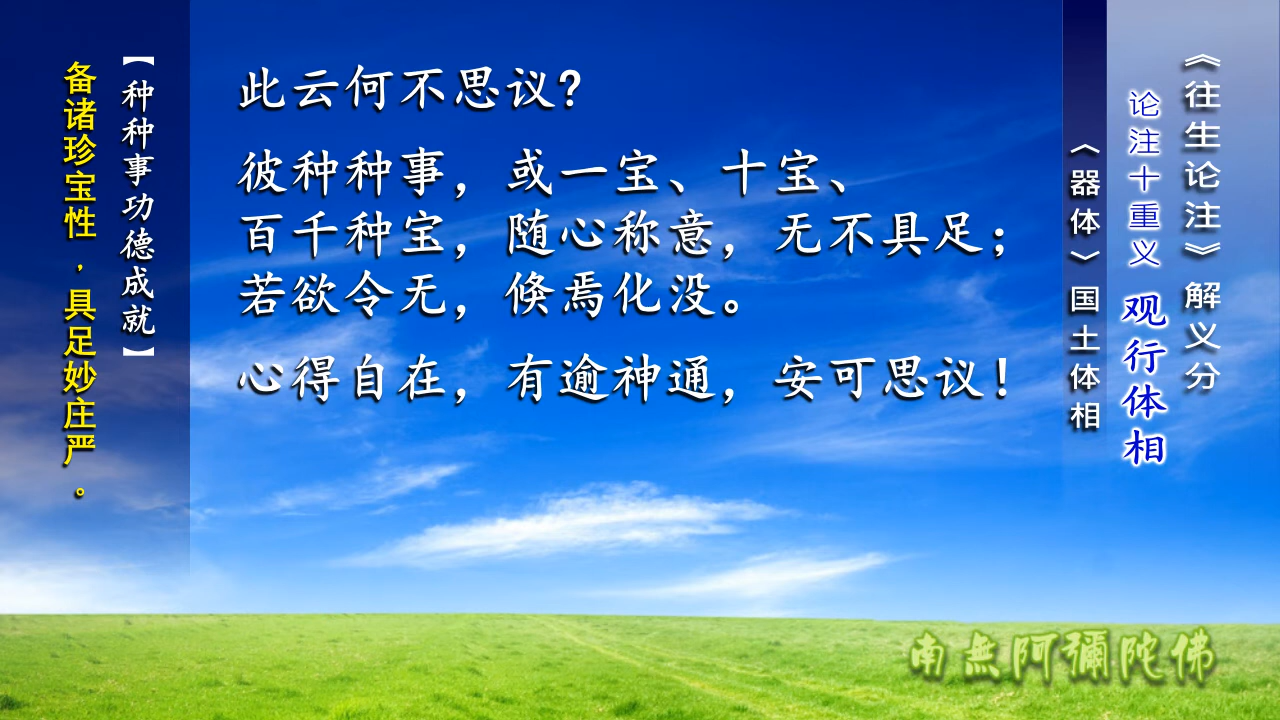 《往生论注》解义分
论注十重义 观行体相
〈器体〉国土体相
此云何不思议？
彼种种事，或一宝、十宝、
百千种宝，随心称意，无不具足；
若欲令无，倏焉化没。
心得自在，有逾神通，安可思议！
【种种事功德成就】
备诸珍宝性，具足妙庄严。
南無阿彌陀佛